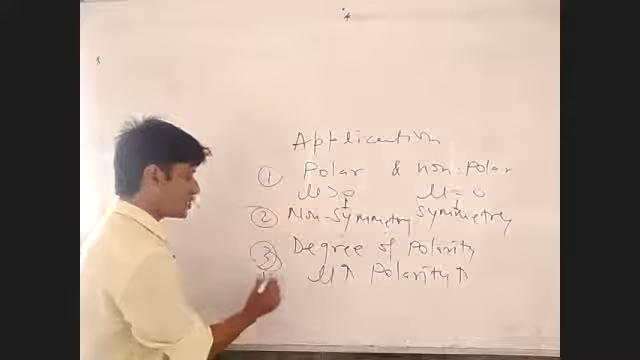 Application
① Polar & non-polar
μ > 0 μ = 0
② Non-Symmetry Symmetry
③ Degree of Polarity
μ↑ Polarity↑